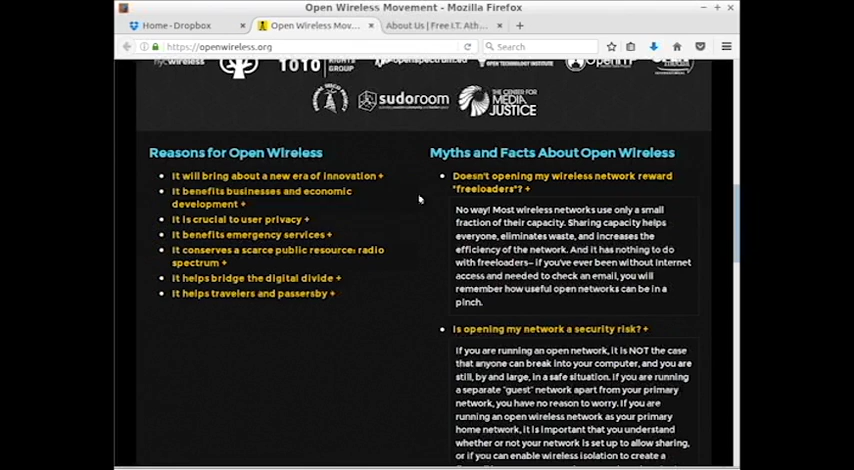 Open Wireless Movement - Mozilla Firefox
Home - Dropbox
Open Wireless Mov...
About Us | Free I.T. Ath...
https://openwireless.org
Search
nycwireless
1010
RIGHTS
GROUP
openspectrum.eu
OPEN TECHNOLOGY INSTITUTE
sudoroom
THE CENTER FOR
MEDIA
JUSTICE
Reasons for Open Wireless
It will bring about a new era of innovation +
It benefits businesses and economic
development +
It is crucial to user privacy +
It benefits emergency services +
It conserves a scarce public resource: radio
spectrum +
It helps bridge the digital divide +
It helps travelers and passersby +
Myths and Facts About Open Wireless
Doesn't opening my wireless network reward
"freeloaders"? +
No way! Most wireless networks use only a small
fraction of their capacity. Sharing capacity helps
everyone, eliminates waste, and increases the
efficiency of the network. And it has nothing to do
with freeloaders— if you've ever been without Internet
access and needed to check an email, you will
remember how useful open networks can be in a
pinch.
Is opening my network a security risk? +
If you are running an open network, it is NOT the case
that anyone can break into your computer, and you are
still, by and large, in a safe situation. If you are running
a separate "guest" network apart from your primary
network, you have no reason to worry. If you are
running an open wireless network as your primary
home network, it is important that you understand
whether or not your network is set up to allow sharing,
or if you can enable wireless isolation to create a